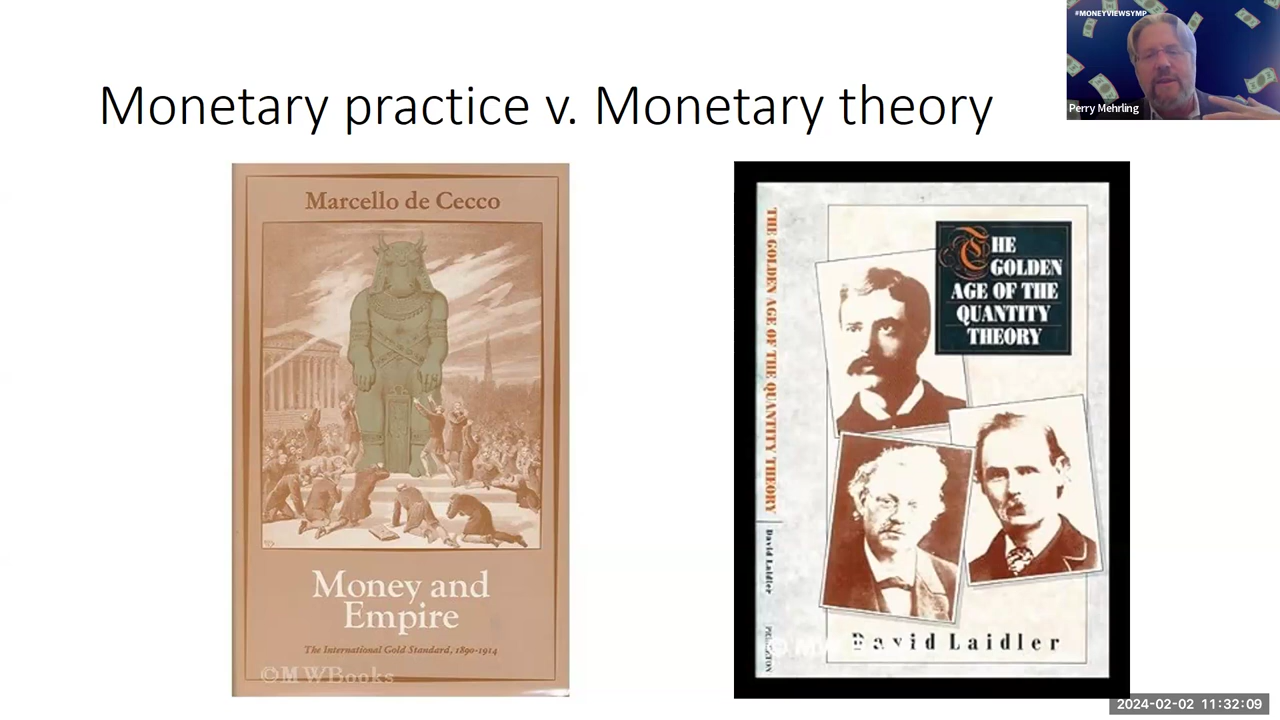 #MONEYVIEWSYMP
Perry Mehrling
Monetary practice v. Monetary theory
Marcello de Cecco
Money and
Empire
The International Gold Standard, 1890-1914
©MWBooks
THE GOLDEN AGE OF THE QUANTITY THEORY
David Laidler
PRINCETON
THE
GOLDEN
AGE OF THE
QUANTITY
THEORY
David Laidler
2024-02-02 11:32:09